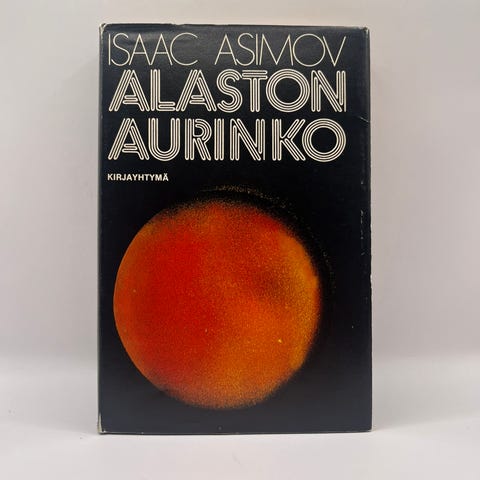 ISAAC ASIMOV
ALASTON
AURINKO
KIRJAYHTYMÄ